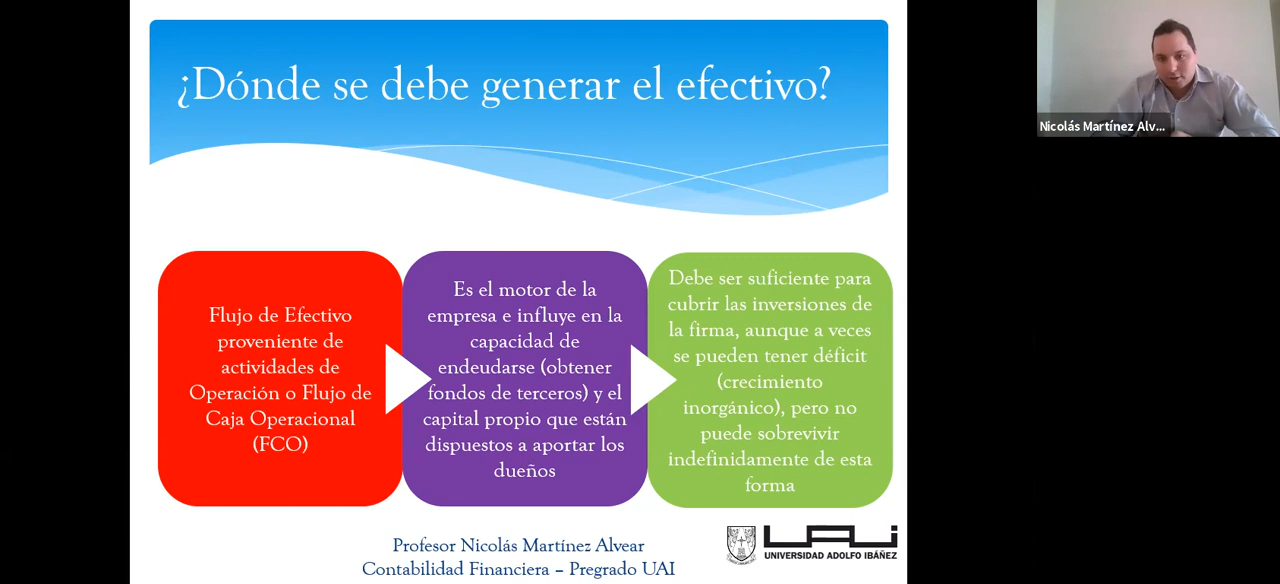 ¿Dónde se debe generar el efectivo?
Nicolás Martínez Alv...
Flujo de Efectivo
proveniente de
actividades de
Operación o Flujo de
Caja Operacional
(FCO)
Es el motor de la
empresa e influye en la
capacidad de
endeudarse (obtener
fondos de terceros) y el
capital propio que están
dispuestos a aportar los
dueños
Debe ser suficiente para
cubrir las inversiones de
la firma, aunque a veces
se pueden tener déficit
(crecimiento
inorgánico), pero no
puede sobrevivir
indefinidamente de esta
forma
Profesor Nicolás Martínez Alvear
Contabilidad Financiera – Pregrado UAI
UAI
UNIVERSIDAD ADOLFO IBÁÑEZ